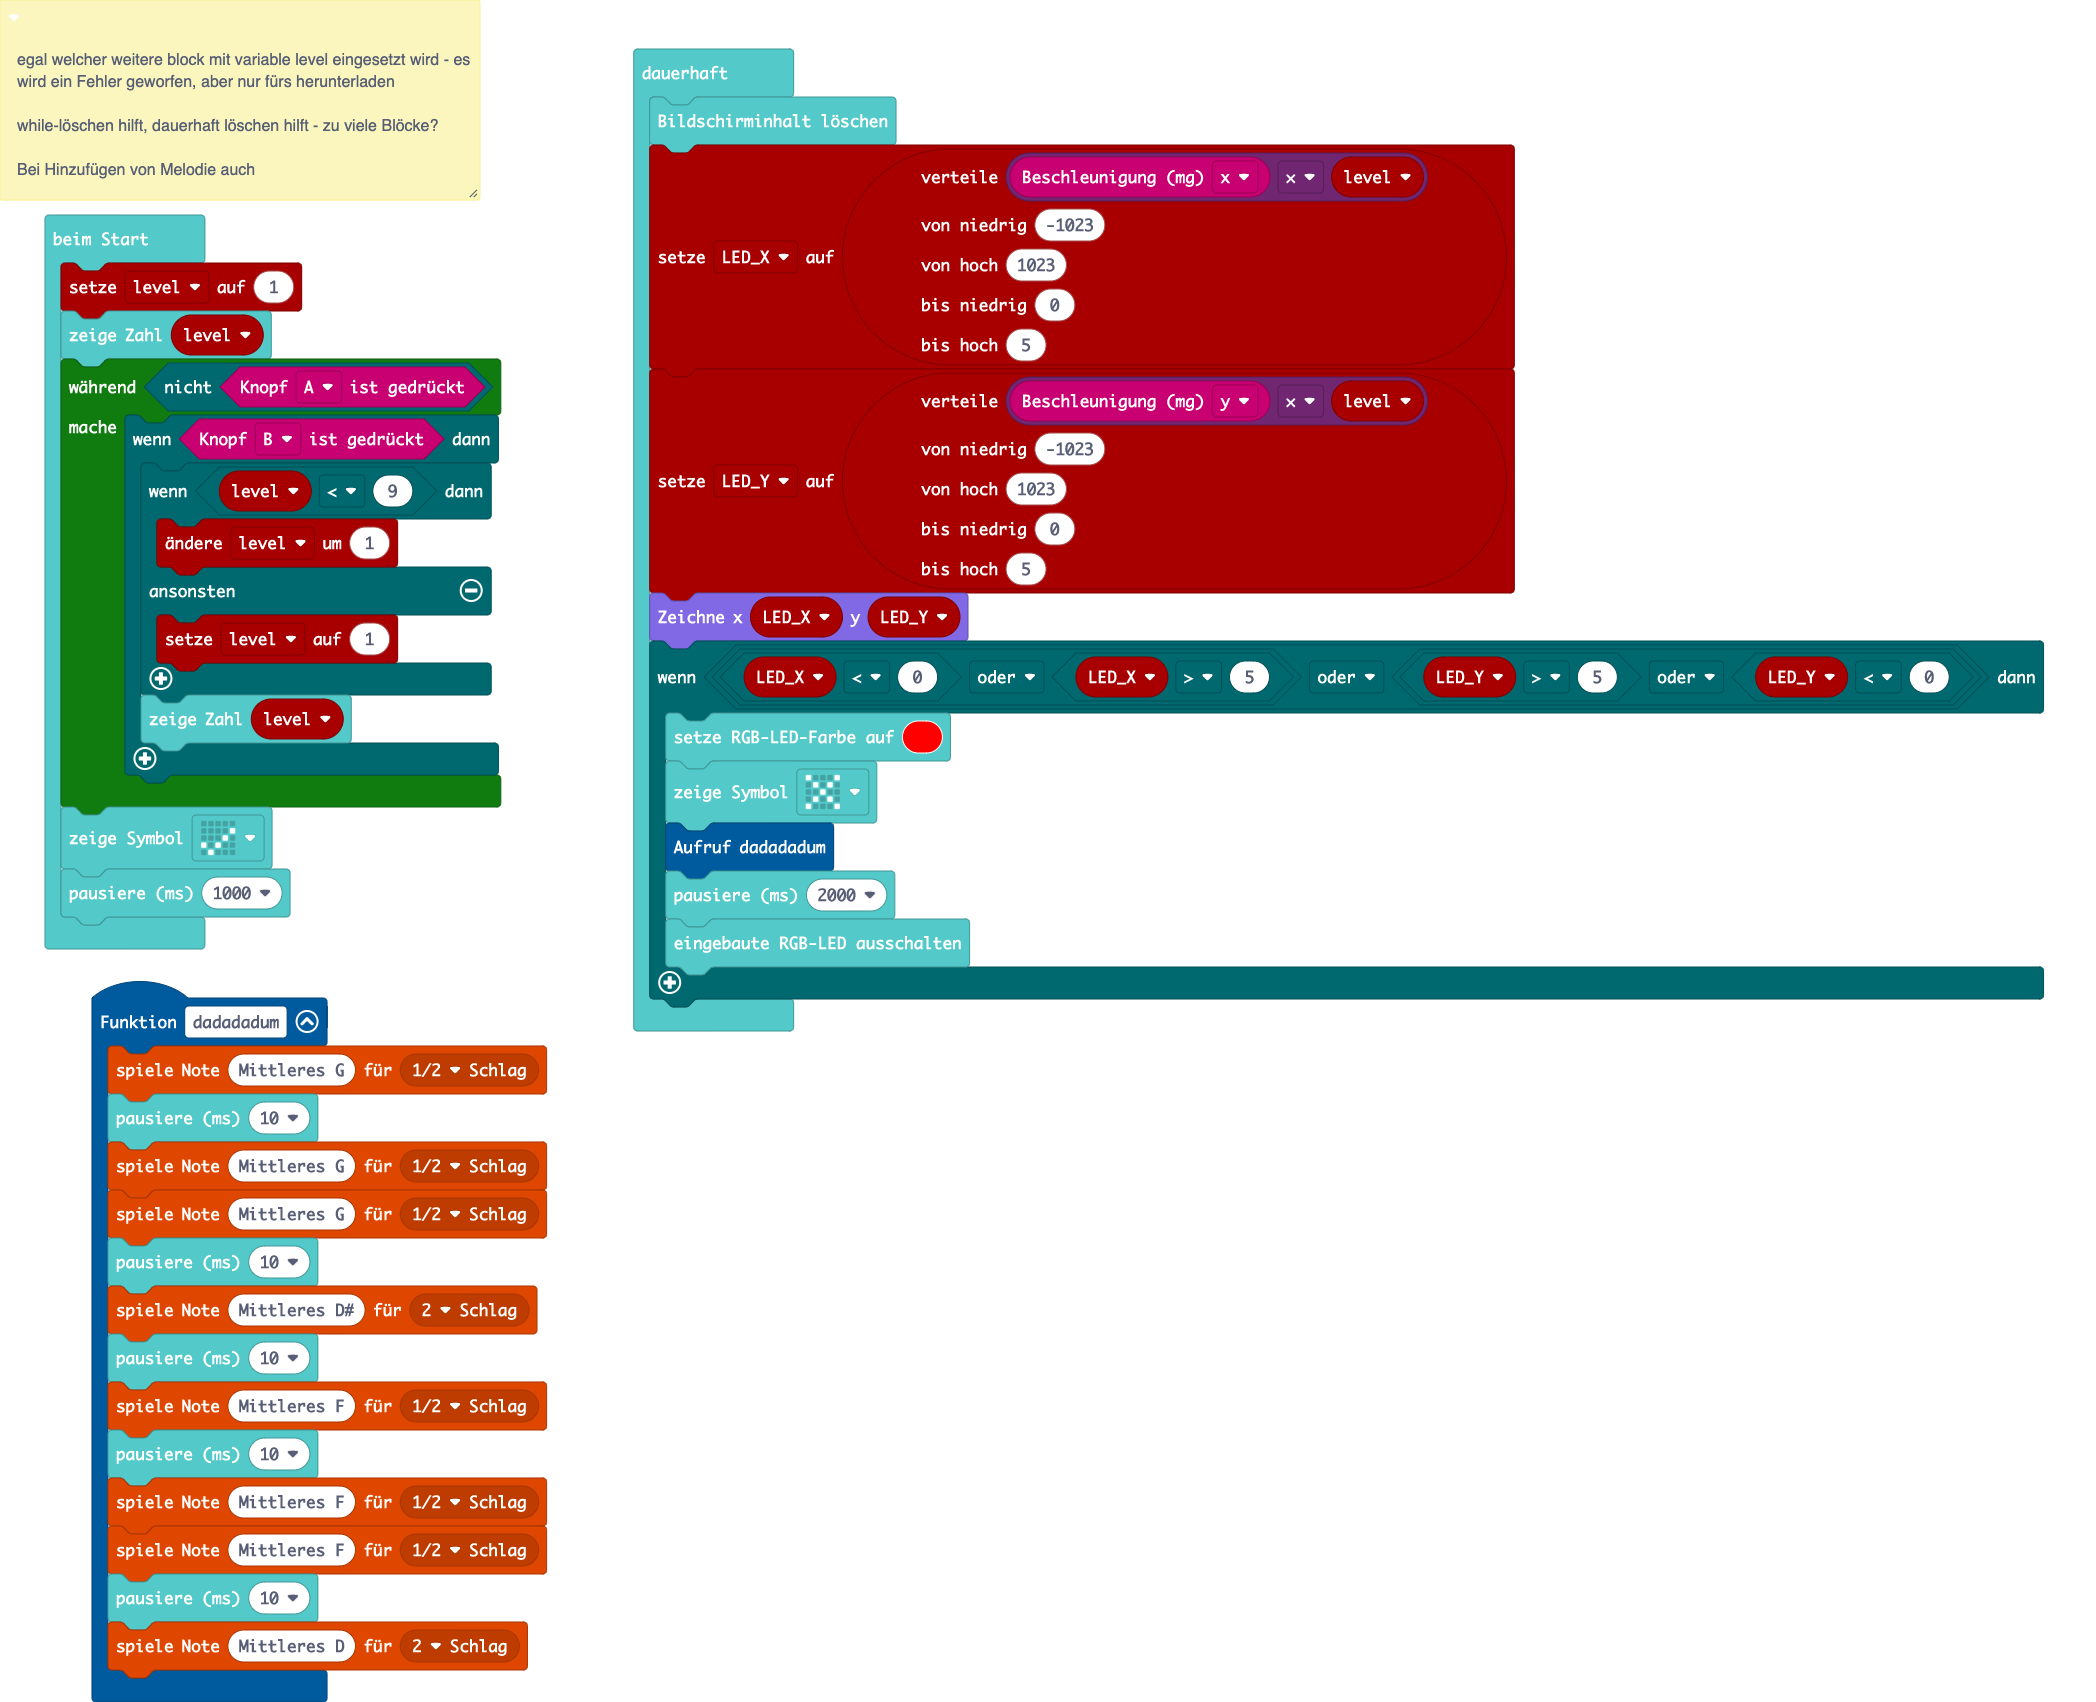 egal welcher weitere block mit variable level eingesetzt wird - es
wird ein Fehler geworfen, aber nur fürs herunterladen
while-löschen hilft, dauerhaft löschen hilft - zu viele Blöcke?
Bei Hinzufügen von Melodie auch
beim Start
setze level auf 1
zeige Zahl level
während nicht Knopf A ist gedrückt
mache
wenn Knopf B ist gedrückt dann
wenn level < 9 dann
ändere level um 1
ansonsten
setze level auf 1
zeige Zahl level
zeige Symbol
pausiere (ms) 1000
Funktion dadadadum
spiele Note Mittleres G für 1/2 Schlag
pausiere (ms) 10
spiele Note Mittleres G für 1/2 Schlag
spiele Note Mittleres G für 1/2 Schlag
pausiere (ms) 10
spiele Note Mittleres D# für 2 Schlag
pausiere (ms) 10
spiele Note Mittleres F für 1/2 Schlag
pausiere (ms) 10
spiele Note Mittleres F für 1/2 Schlag
spiele Note Mittleres F für 1/2 Schlag
pausiere (ms) 10
spiele Note Mittleres D für 2 Schlag
dauerhaft
Bildschirminhalt löschen
verteile Beschleunigung (mg) x × level
von niedrig -1023
setze LED_X auf
von hoch 1023
bis niedrig 0
bis hoch 5
verteile Beschleunigung (mg) y × level
von niedrig -1023
setze LED_Y auf
von hoch 1023
bis niedrig 0
bis hoch 5
Zeichne x LED_X y LED_Y
wenn LED_X < 0 oder LED_X > 5 oder LED_Y > 5 oder LED_Y < 0 dann
setze RGB-LED-Farbe auf
zeige Symbol
Aufruf dadadadum
pausiere (ms) 2000
eingebaute RGB-LED ausschalten